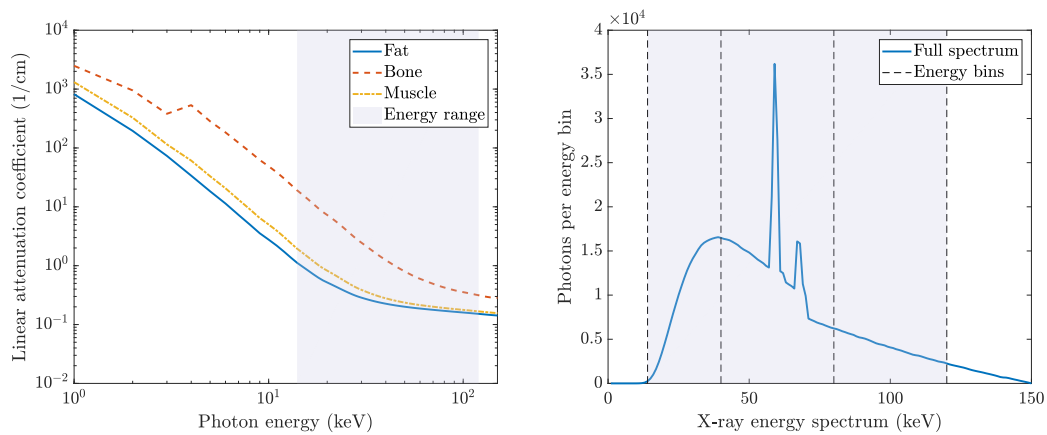 Linear attenuation coefficient (1/cm)
10^4
10^3
10^2
10^1
10^0
10^-1
10^-2
Fat
Bone
Muscle
Energy range
10^0
10^1
10^2
Photon energy (keV)
×10^4
Photons per energy bin
4
3.5
3
2.5
2
1.5
1
0.5
0
Full spectrum
Energy bins
0
50
100
150
X-ray energy spectrum (keV)